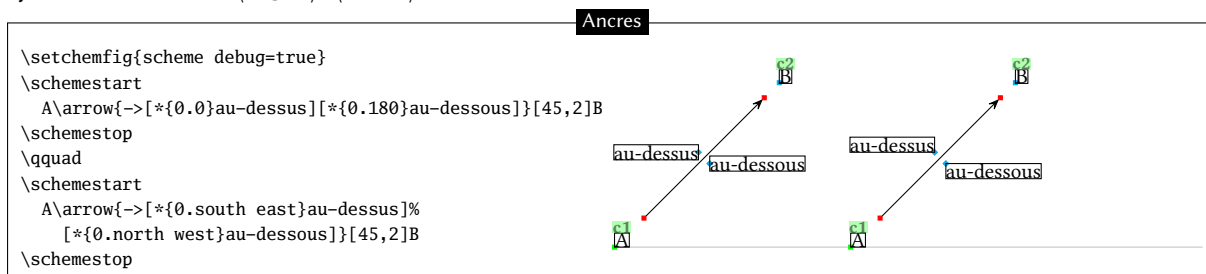 Ancres
\setchemfig{scheme debug=true}
\schemestart
A\arrow{->[*{0.0}au-dessus][*{0.180}au-dessous]}[45,2]B
\schemestop
\qquad
\schemestart
A\arrow{->[*{0.south east}au-dessus]%
[*{0.north west}au-dessous]}[45,2]B
\schemestop
c2
B
au-dessus
au-dessous
c1
A
c2
B
au-dessus
au-dessous
c1
A